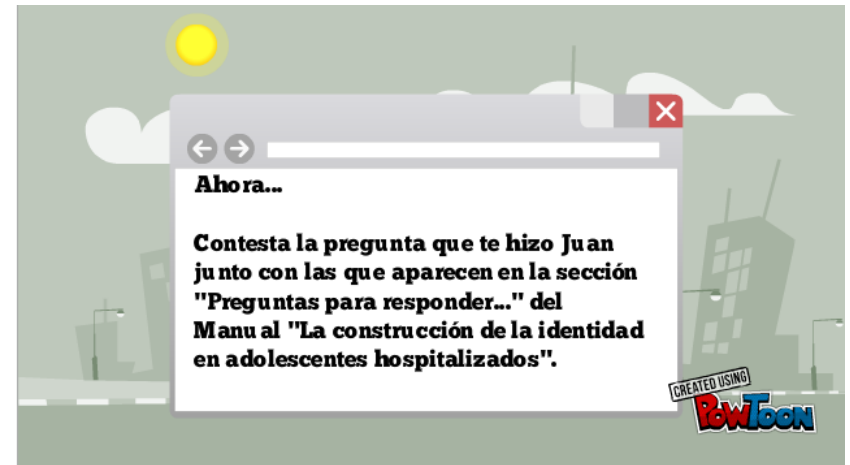 Ahora...
Contesta la pregunta que te hizo Juan
junto con las que aparecen en la sección
"Preguntas para responder..." del
Manual "La construcción de la identidad
en adolescentes hospitalizados".
CREATED USING
PowToon